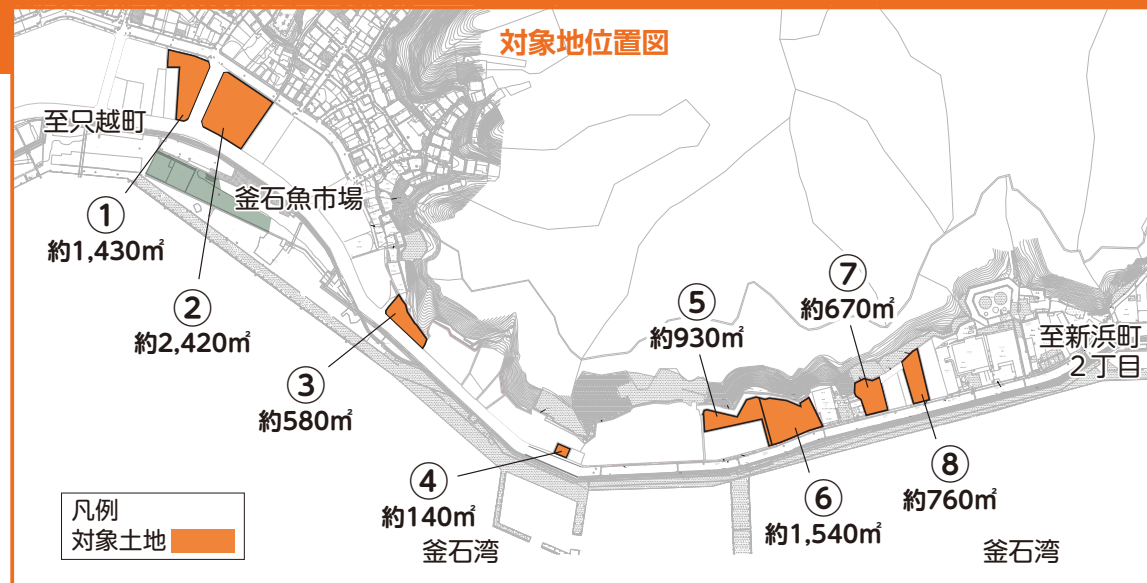 対象地位置図
至只越町
釜石魚市場
①
約1,430㎡
②
約2,420㎡
③
約580㎡
④
約140㎡
⑤
約930㎡
⑥
約1,540㎡
⑦
約670㎡
⑧
約760㎡
至新浜町
2丁目
釜石湾
釜石湾
凡例
対象土地